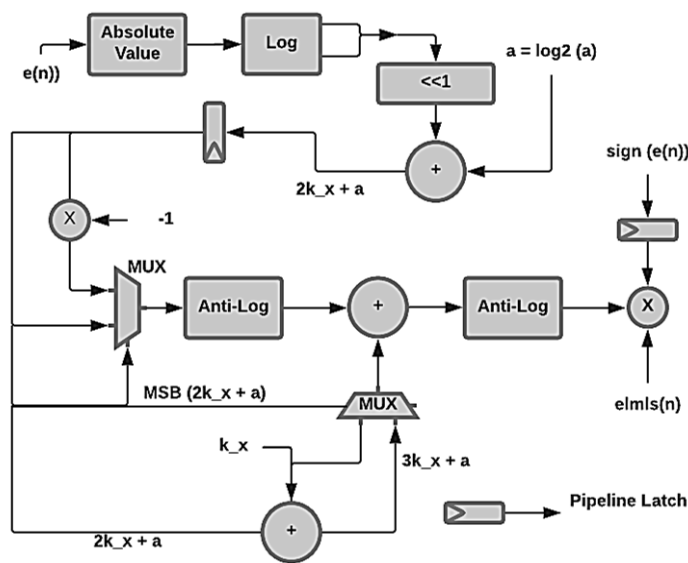 Absolute
Value
Log
e(n))
<<1
a = log2 (a)
+
2k_x + a
sign (e(n))
X
-1
MUX
Anti-Log
+
Anti-Log
X
MSB (2k_x + a)
MUX
elmls(n)
k_x
3k_x + a
+
2k_x + a
Pipeline Latch